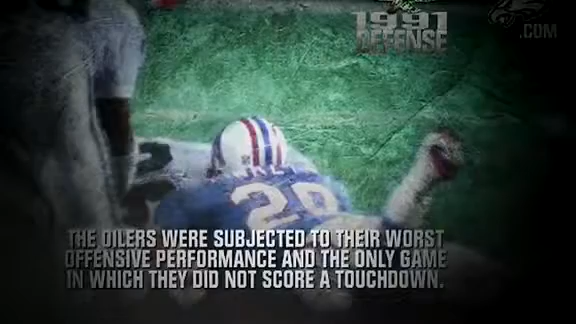 1991
DEFENSE
.COM
29
THE OILERS WERE SUBJECTED TO THEIR WORST
OFFENSIVE PERFORMANCE AND THE ONLY GAME
IN WHICH THEY DID NOT SCORE A TOUCHDOWN.